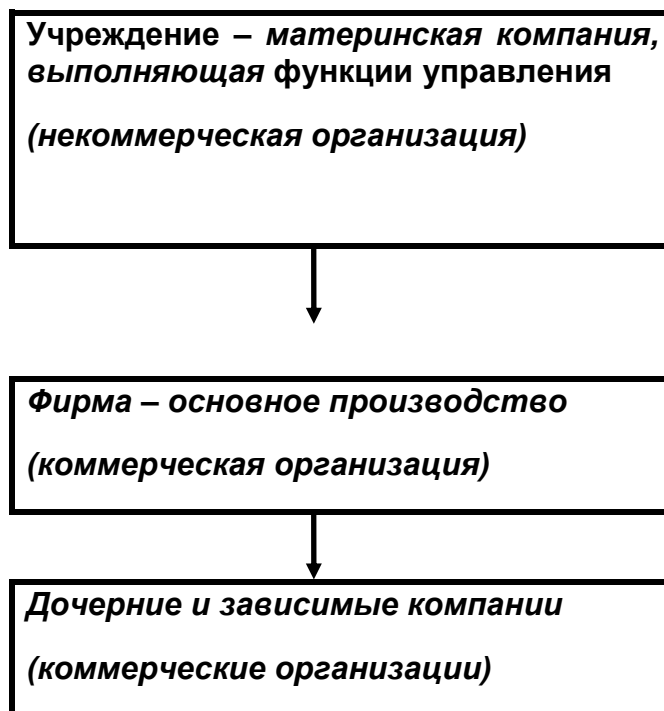 Учреждение – материнская компания,
выполняющая функции управления
(некоммерческая организация)
Фирма – основное производство
(коммерческая организация)
Дочерние и зависимые компании
(коммерческие организации)